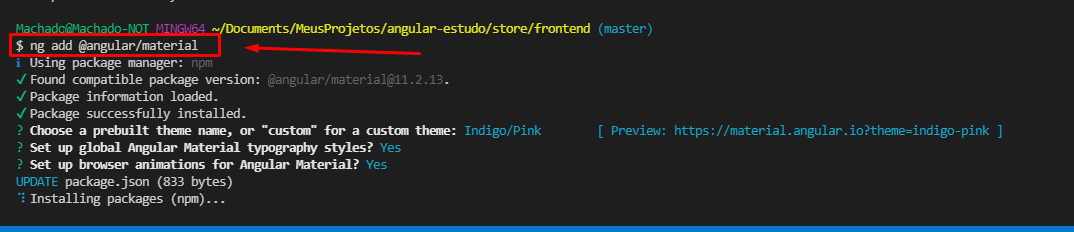 Machado@Machado-NOT MINGW64 ~/Documents/MeusProjetos/angular-estudo/store/frontend (master)
$ ng add @angular/material
i Using package manager: npm
✓ Found compatible package version: @angular/material@11.2.13.
✓ Package information loaded.
✓ Package successfully installed.
? Choose a prebuilt theme name, or "custom" for a custom theme: Indigo/Pink [ Preview: https://material.angular.io?theme=indigo-pink ]
? Set up global Angular Material typography styles? Yes
? Set up browser animations for Angular Material? Yes
UPDATE package.json (833 bytes)
⠹ Installing packages (npm)...